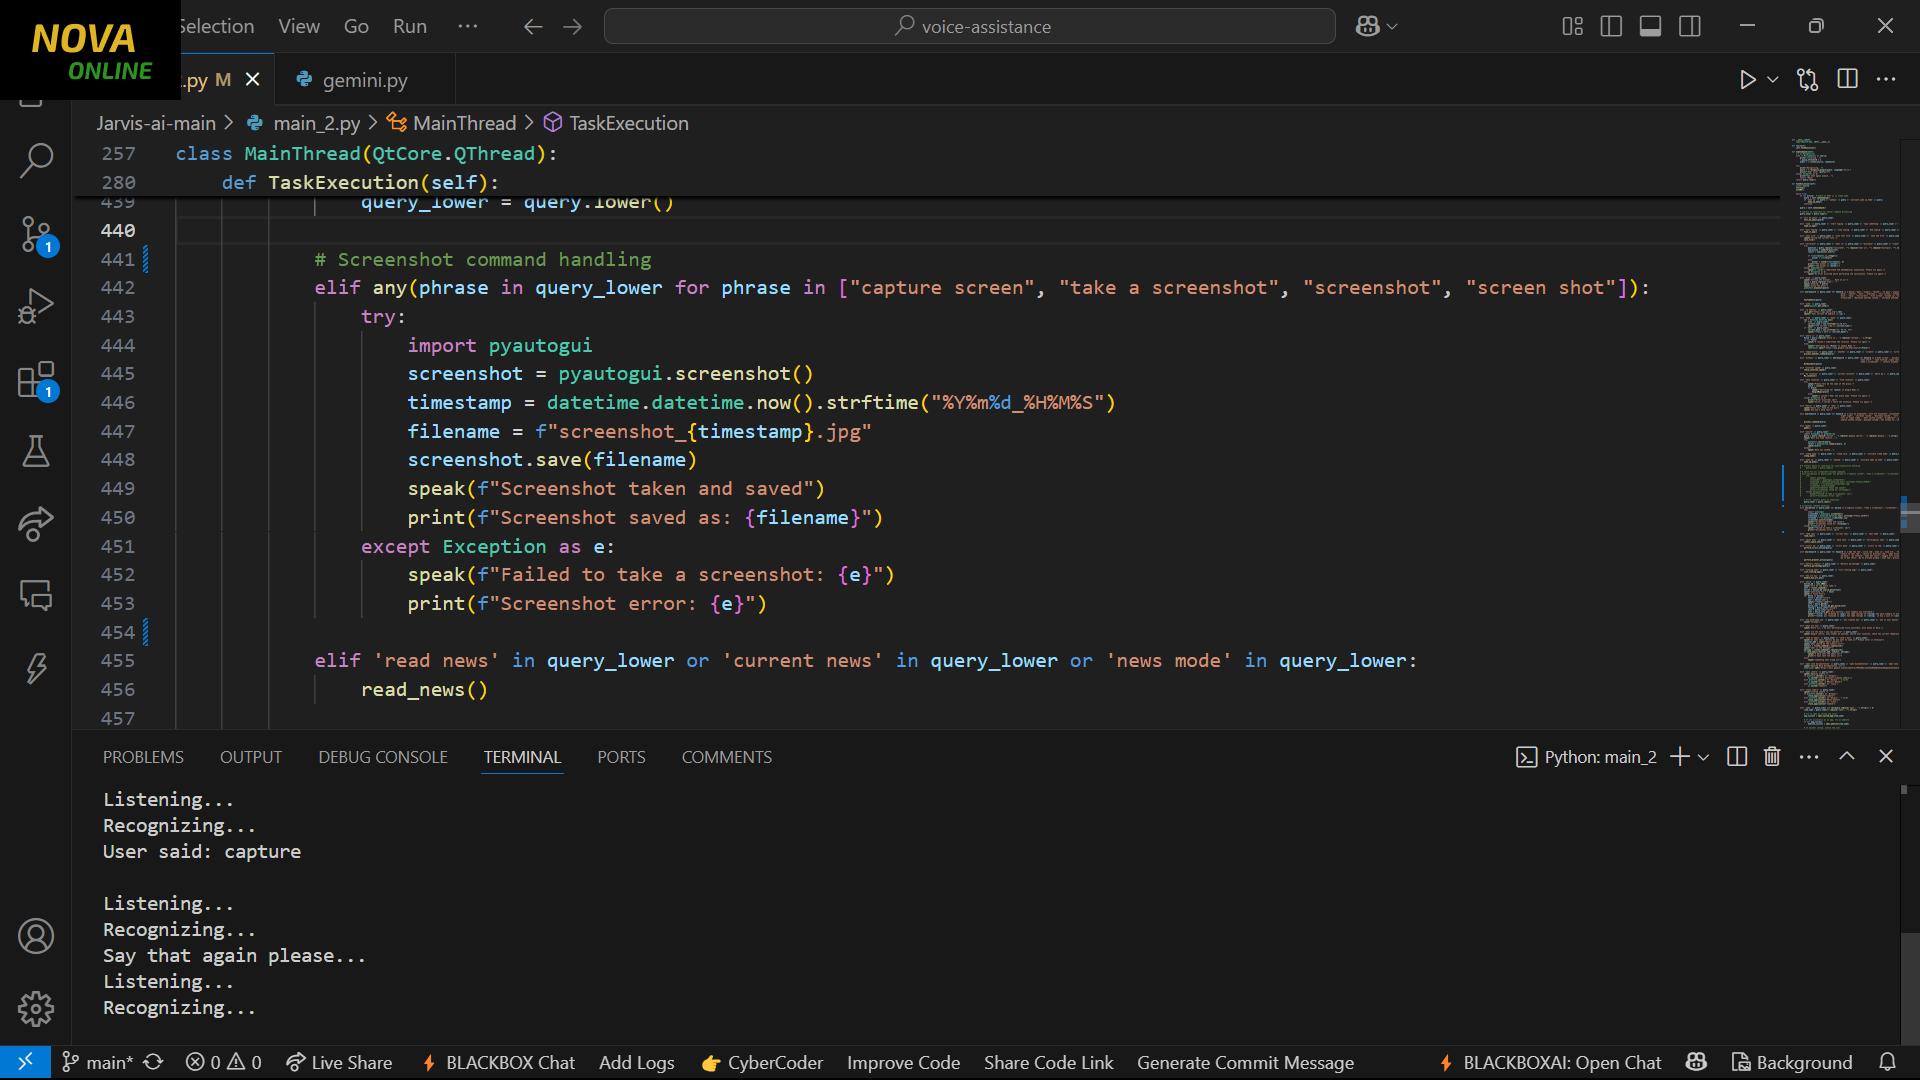 NOVA
ONLINE
Selection View Go Run ...
voice-assistance
.py M
gemini.py
Jarvis-ai-main > main_2.py > MainThread > TaskExecution
257 class MainThread(QtCore.QThread):
280 def TaskExecution(self):
439 query_lower = query.lower()
440
441 # Screenshot command handling
442 elif any(phrase in query_lower for phrase in ["capture screen", "take a screenshot", "screenshot", "screen shot"]):
443 try:
444 import pyautogui
445 screenshot = pyautogui.screenshot()
446 timestamp = datetime.datetime.now().strftime("%Y%m%d_%H%M%S")
447 filename = f"screenshot_{timestamp}.jpg"
448 screenshot.save(filename)
449 speak(f"Screenshot taken and saved")
450 print(f"Screenshot saved as: {filename}")
451 except Exception as e:
452 speak(f"Failed to take a screenshot: {e}")
453 print(f"Screenshot error: {e}")
454
455 elif 'read news' in query_lower or 'current news' in query_lower or 'news mode' in query_lower:
456 read_news()
457
1
1
PROBLEMS OUTPUT DEBUG CONSOLE TERMINAL PORTS COMMENTS
Python: main_2
Listening...
Recognizing...
User said: capture
Listening...
Recognizing...
Say that again please...
Listening...
Recognizing...
main* 0 0 Live Share BLACKBOX Chat Add Logs 👉 CyberCoder Improve Code Share Code Link Generate Commit Message BLACKBOXAI: Open Chat Background